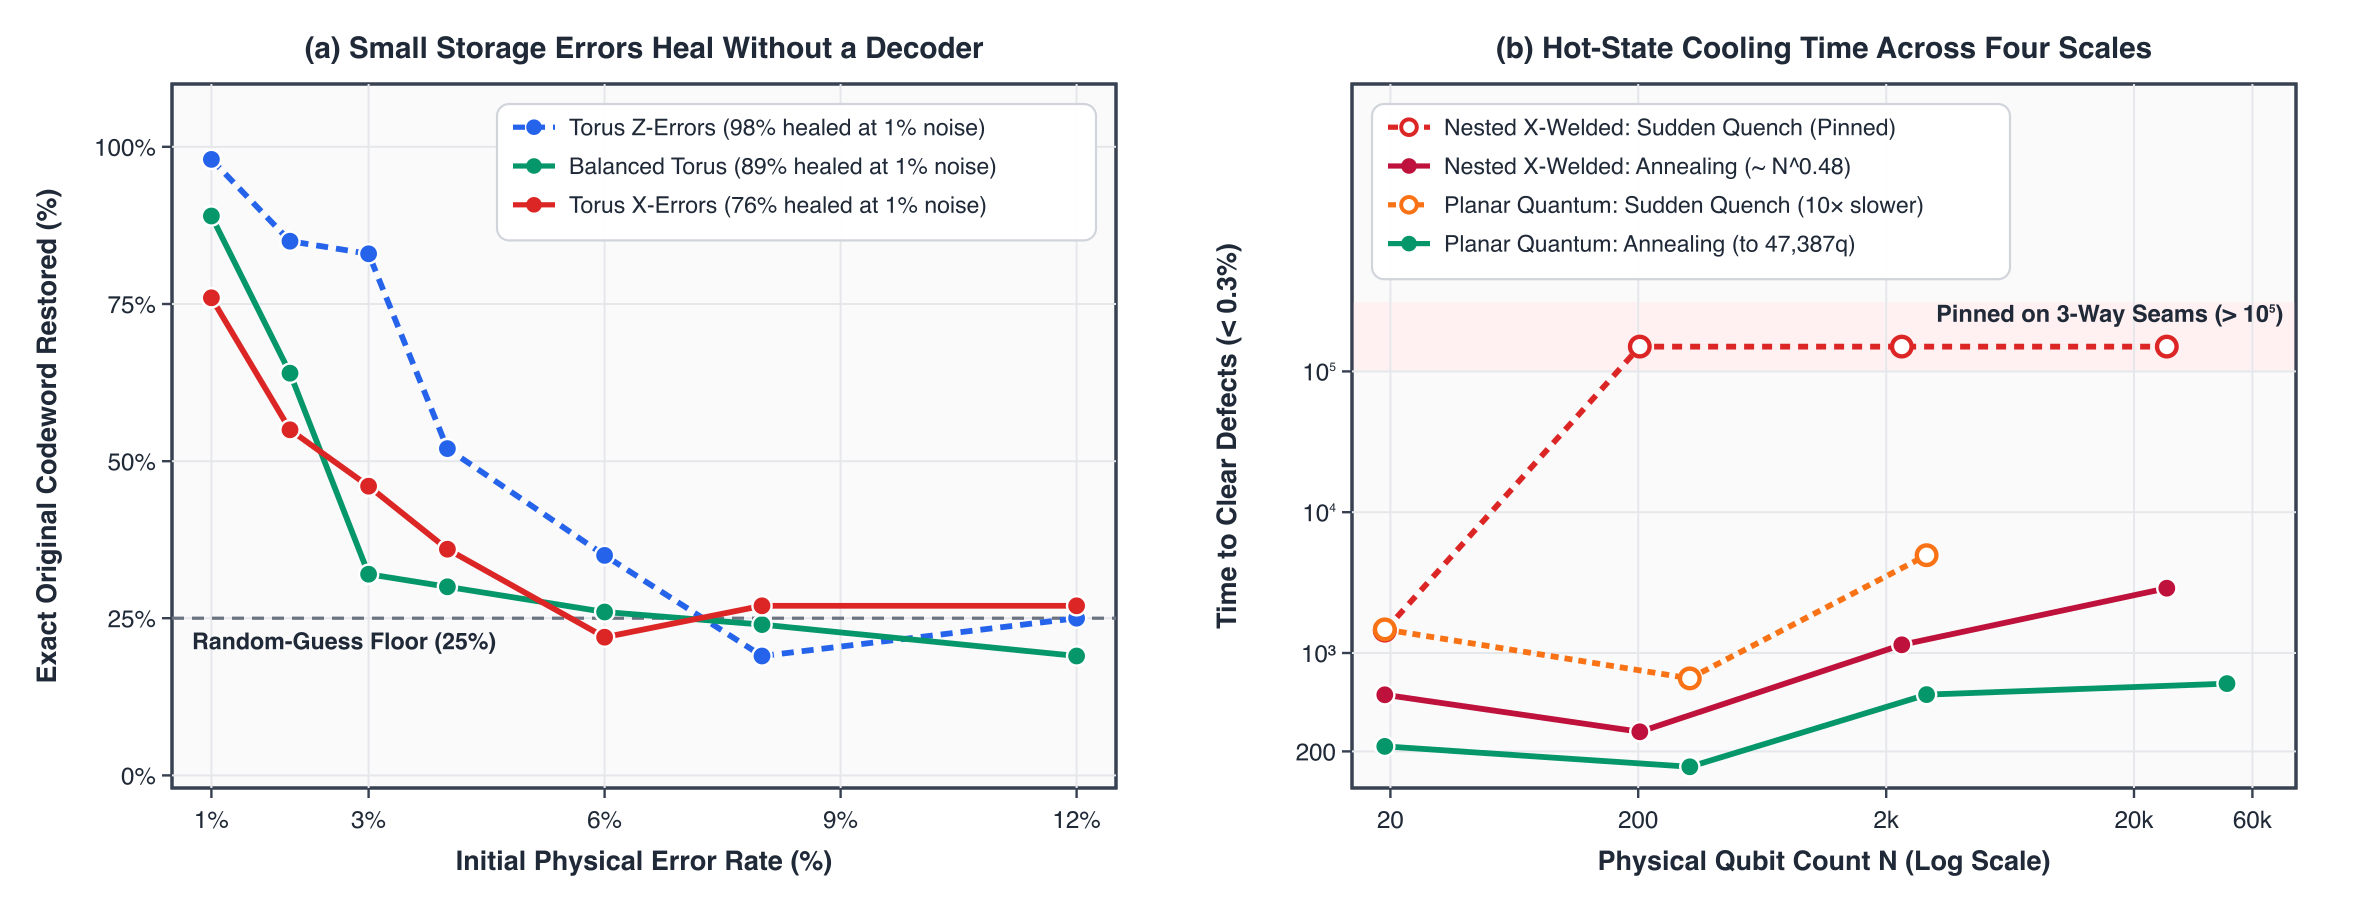 (a) Small Storage Errors Heal Without a Decoder
Exact Original Codeword Restored (%)
100%
75%
50%
25%
0%
Torus Z-Errors (98% healed at 1% noise)
Balanced Torus (89% healed at 1% noise)
Torus X-Errors (76% healed at 1% noise)
Random-Guess Floor (25%)
1%
3%
6%
9%
12%
Initial Physical Error Rate (%)
(b) Hot-State Cooling Time Across Four Scales
Time to Clear Defects (< 0.3%)
10⁵
10⁴
10³
200
Nested X-Welded: Sudden Quench (Pinned)
Nested X-Welded: Annealing (~ N^0.48)
Planar Quantum: Sudden Quench (10× slower)
Planar Quantum: Annealing (to 47,387q)
Pinned on 3-Way Seams (> 10⁵)
20
200
2k
20k
60k
Physical Qubit Count N (Log Scale)